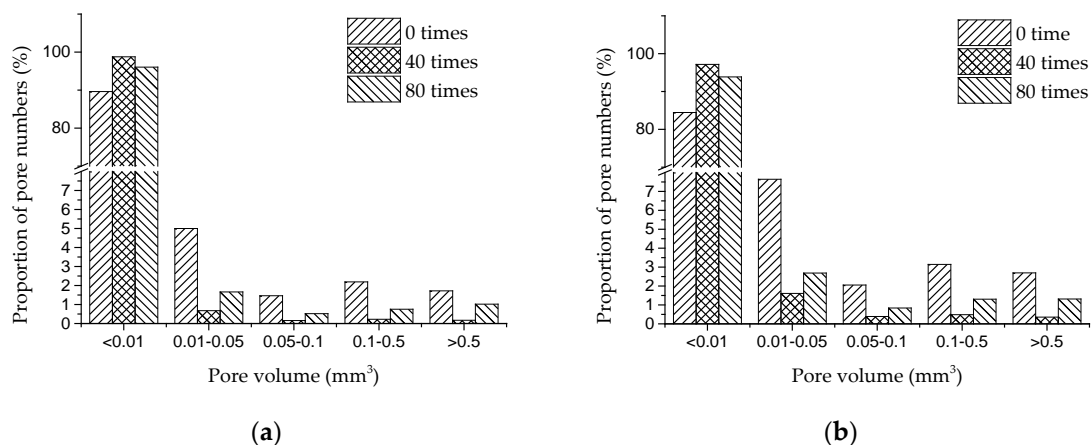 Proportion of pore numbers (%)
100
80
7
6
5
4
3
2
1
0
0 times
40 times
80 times
<0.01
0.01-0.05
0.05-0.1
0.1-0.5
>0.5
Pore volume (mm³)
(a)
Proportion of pore numbers (%)
100
80
7
6
5
4
3
2
1
0
0 time
40 times
80 times
<0.01
0.01-0.05
0.05-0.1
0.1-0.5
>0.5
Pore volume (mm³)
(b)